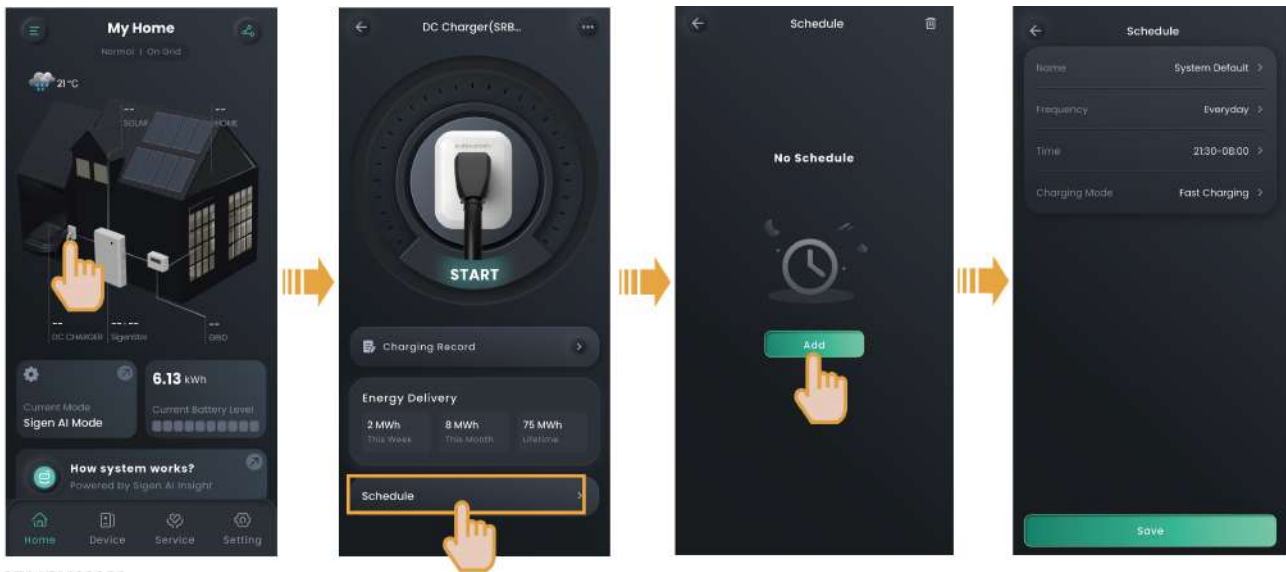 My Home
Normal | On Grid
21°C
--
SOLAR
--
HOME
--
DC CHARGER
-- | --
SigenStor
--
GRID
Current Mode
Sigen AI Mode
6.13 kWh
Current Battery Level
How system works?
Powered by Sigen AI Insight
Home
Device
Service
Setting
DC Charger(SRB...
START
Charging Record
Energy Delivery
2 MWh
This Week
8 MWh
This Month
75 MWh
Lifetime
Schedule
Schedule
No Schedule
Add
Schedule
Name
System Default
Frequency
Everyday
Time
21:30-08:00
Charging Mode
Fast Charging
Save